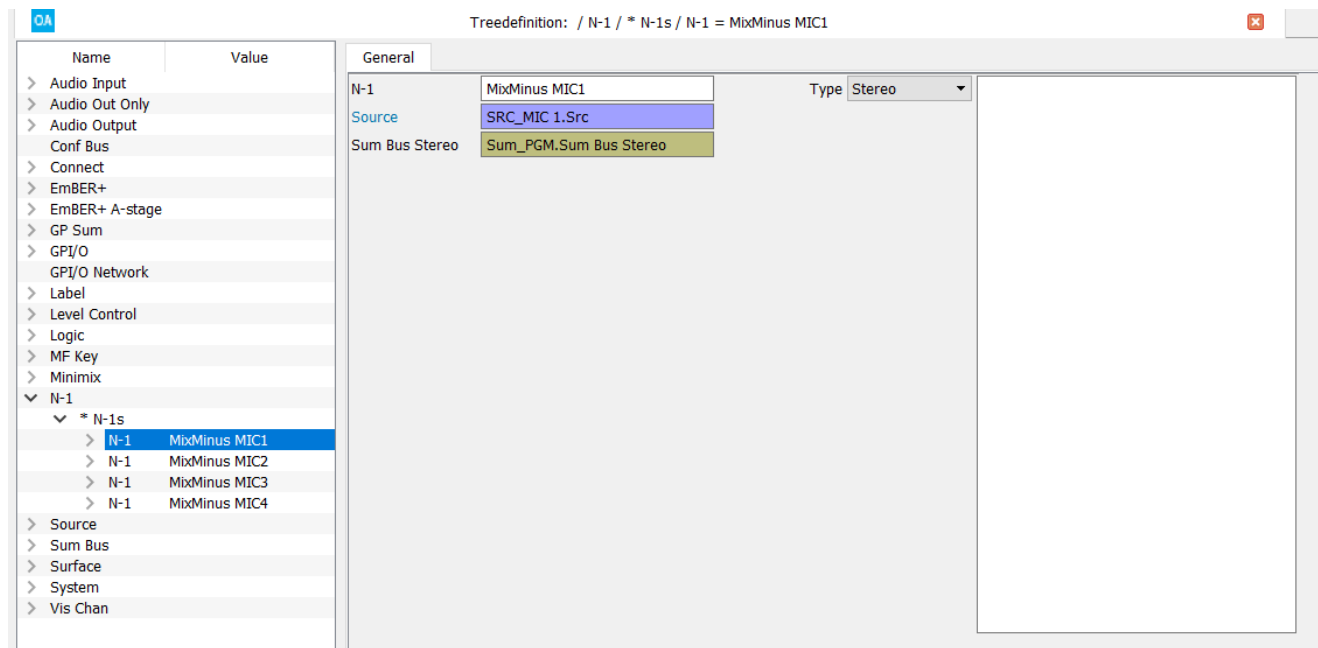 OA Treedefinition: / N-1 / * N-1s / N-1 = MixMinus MIC1
Name Value
Audio Input
Audio Out Only
Audio Output
Conf Bus
Connect
EmBER+
EmBER+ A-stage
GP Sum
GPI/O
GPI/O Network
Label
Level Control
Logic
MF Key
Minimix
N-1
* N-1s
N-1 MixMinus MIC1
N-1 MixMinus MIC2
N-1 MixMinus MIC3
N-1 MixMinus MIC4
Source
Sum Bus
Surface
System
Vis Chan
General
N-1 MixMinus MIC1 Type Stereo
Source SRC_MIC 1.Src
Sum Bus Stereo Sum_PGM.Sum Bus Stereo